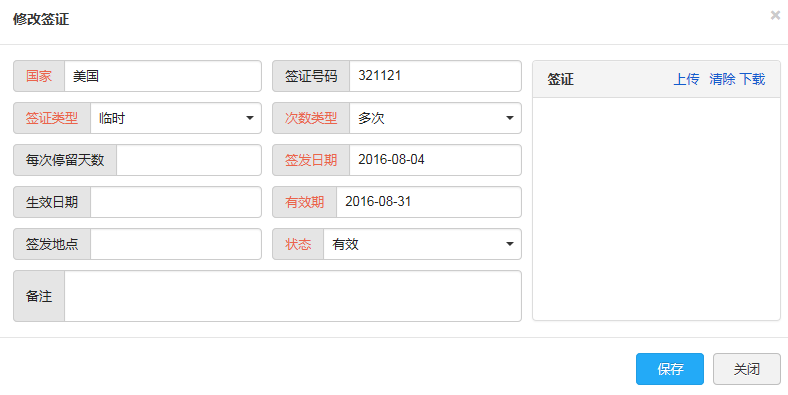 修改签证
×
国家 美国 签证号码 321121
签证 上传 清除 下载
签证类型 临时 次数类型 多次
每次停留天数 签发日期 2016-08-04
生效日期 有效期 2016-08-31
签发地点 状态 有效
备注
保存 关闭